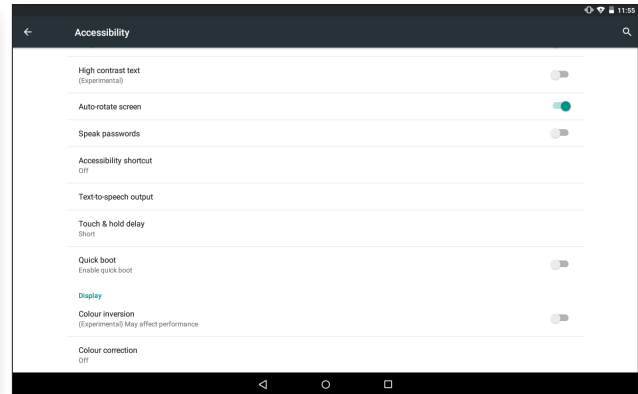 11:55
Accessibility
High contrast text
(Experimental)
Auto-rotate screen
Speak passwords
Accessibility shortcut
Off
Text-to-speech output
Touch & hold delay
Short
Quick boot
Enable quick boot
Display
Colour inversion
(Experimental) May affect performance
Colour correction
Off